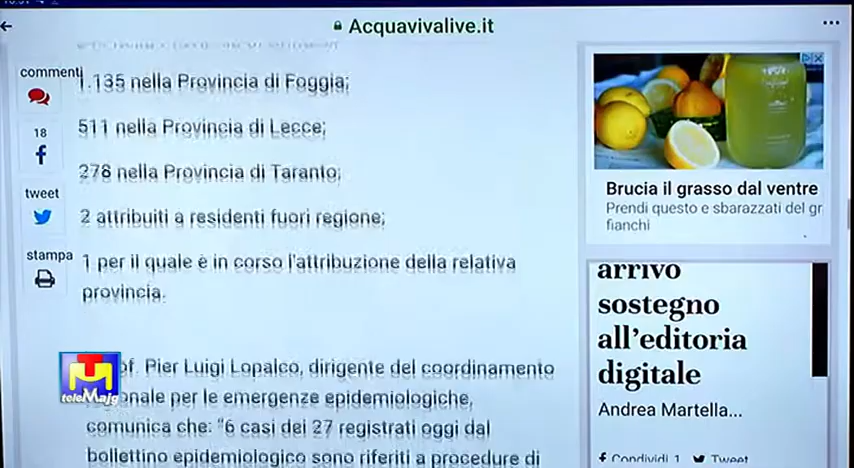 Acquavivalive.it
commenti
1.135 nella Provincia di Foggia;
511 nella Provincia di Lecce;
18
278 nella Provincia di Taranto;
tweet
2 attribuiti a residenti fuori regione;
stampa
1 per il quale è in corso l'attribuzione della relativa
provincia.
of. Pier Luigi Lopalco, dirigente del coordinamento
onale per le emergenze epidemiologiche,
comunica che: "6 casi dei 27 registrati oggi dal
bollettino epidemiologico sono riferiti a procedure di
teleMajg
Brucia il grasso dal ventre
Prendi questo e sbarazzati del gr
fianchi
arrivo
sostegno
all'editoria
digitale
Andrea Martella...
Condividi 1 Tweet